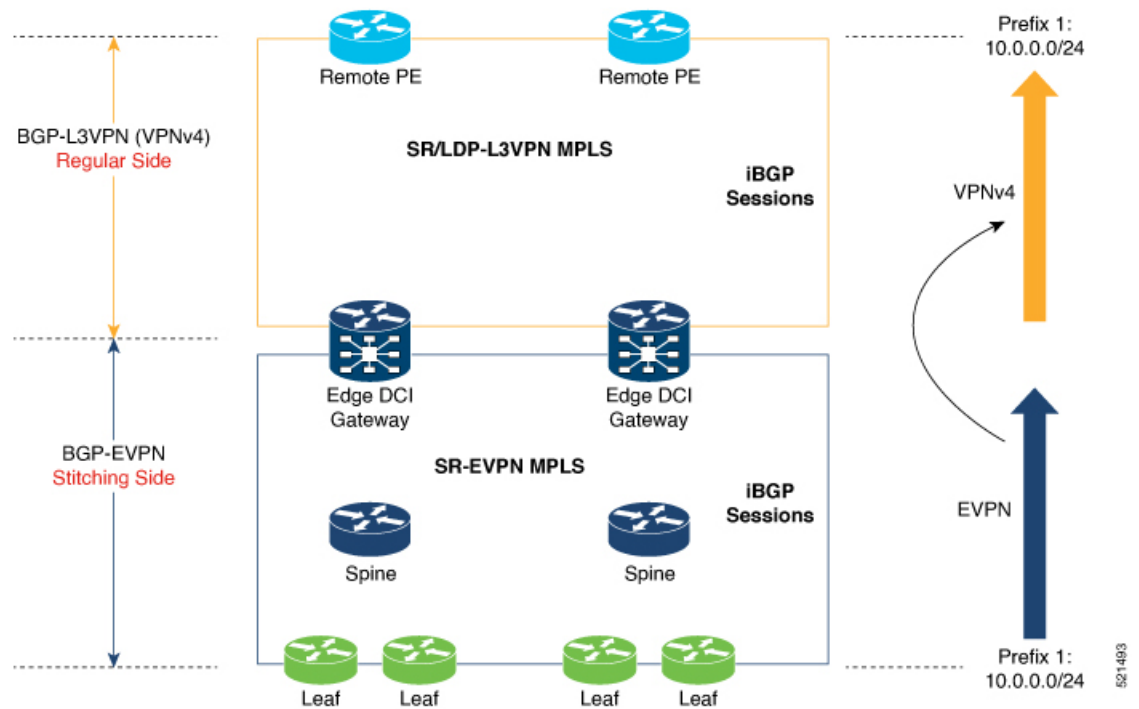 Prefix 1:
10.0.0.0/24
Remote PE
Remote PE
BGP-L3VPN (VPNv4)
Regular Side
SR/LDP-L3VPN MPLS
iBGP
Sessions
VPNv4
Edge DCI
Gateway
Edge DCI
Gateway
BGP-EVPN
Stitching Side
SR-EVPN MPLS
iBGP
Sessions
EVPN
Spine
Spine
Leaf
Leaf
Leaf
Leaf
Prefix 1:
10.0.0.0/24
521493